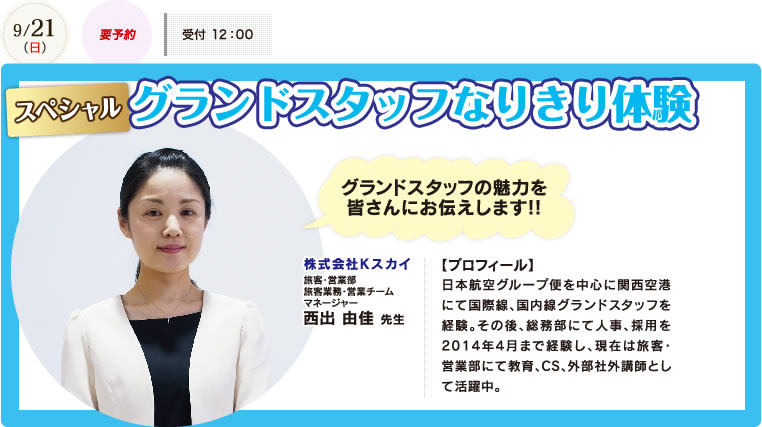 9/21
(日)
要予約
受付 12：00
スペシャル
グランドスタッフなりきり体験
グランドスタッフの魅力を
皆さんにお伝えします!!
株式会社Kスカイ
旅客・営業部
旅客業務・営業チーム
マネージャー
西出 由佳 先生
【プロフィール】
日本航空グループ便を中心に関西空港
にて国際線、国内線グランドスタッフを
経験。その後、総務部にて人事、採用を
2014年4月まで経験し、現在は旅客・
営業部にて教育、CS、外部社外講師とし
て活躍中。